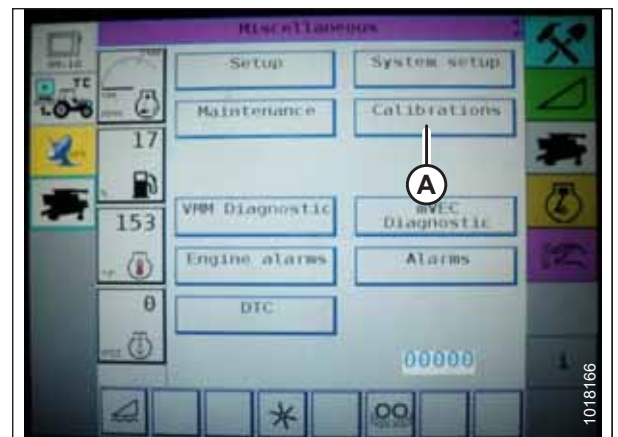 Miscellaneous
Setup
System setup
TC
Maintenance
Calibrations
17
A
VMM Diagnostic
mVEC
Diagnostic
153
Engine alarms
Alarms
0
DTC
00000
1018166